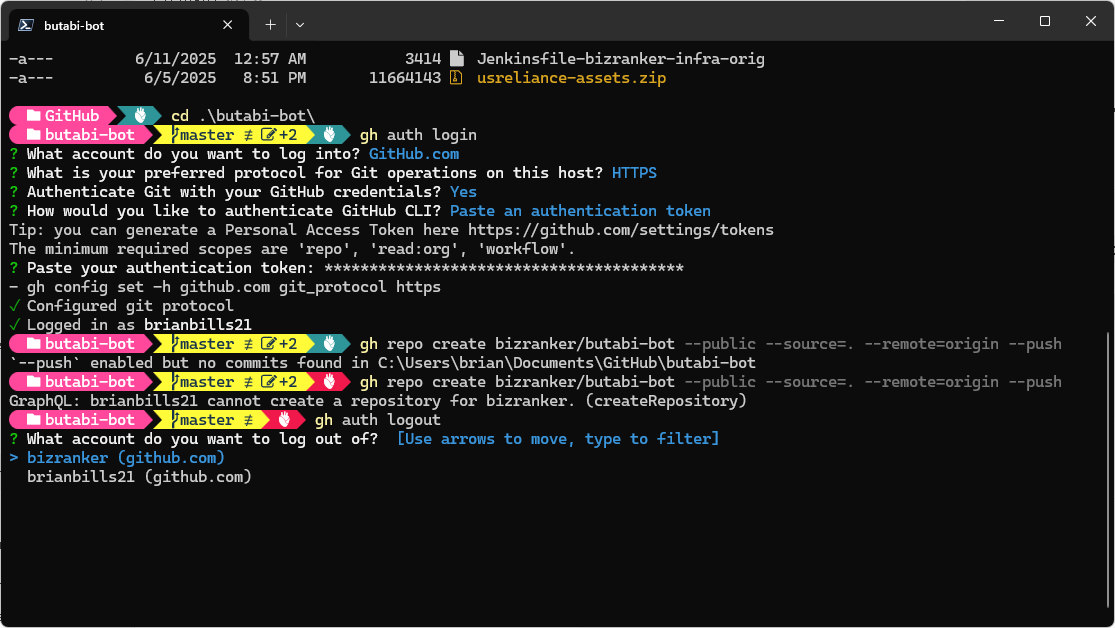 butabi-bot
-a--- 6/11/2025 12:57 AM 3414 Jenkinsfile-bizranker-infra-orig
-a--- 6/5/2025 8:51 PM 11664143 usreliance-assets.zip
GitHub cd .\butabi-bot\
butabi-bot master ≢ +2 gh auth login
? What account do you want to log into? GitHub.com
? What is your preferred protocol for Git operations on this host? HTTPS
? Authenticate Git with your GitHub credentials? Yes
? How would you like to authenticate GitHub CLI? Paste an authentication token
Tip: you can generate a Personal Access Token here https://github.com/settings/tokens
The minimum required scopes are 'repo', 'read:org', 'workflow'.
? Paste your authentication token: ****************************************
- gh config set -h github.com git_protocol https
✓ Configured git protocol
✓ Logged in as brianbills21
butabi-bot master ≢ +2 gh repo create bizranker/butabi-bot --public --source=. --remote=origin --push
`--push` enabled but no commits found in C:\Users\brian\Documents\GitHub\butabi-bot
butabi-bot master ≢ +2 gh repo create bizranker/butabi-bot --public --source=. --remote=origin --push
GraphQL: brianbills21 cannot create a repository for bizranker. (createRepository)
butabi-bot master ≢ gh auth logout
? What account do you want to log out of? [Use arrows to move, type to filter]
> bizranker (github.com)
brianbills21 (github.com)